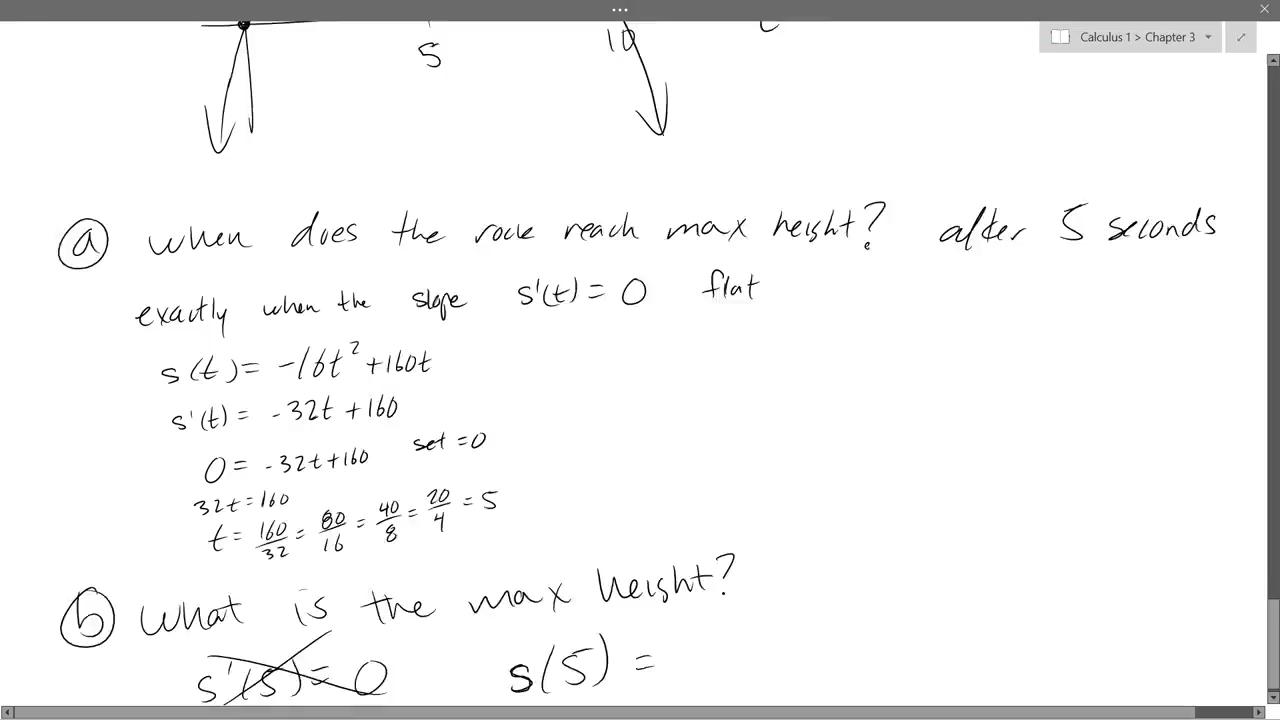 Calculus 1 > Chapter 3
5
10
t
ⓐ When does the rock reach max height? after 5 seconds
exactly when the slope s'(t) = 0 flat
s(t) = -16t² + 160t
s'(t) = -32t + 160
0 = -32t + 160 set = 0
32t = 160
t = 160/32 = 80/16 = 40/8 = 20/4 = 5
ⓑ What is the max height?
s'(5) = 0 s(5) =